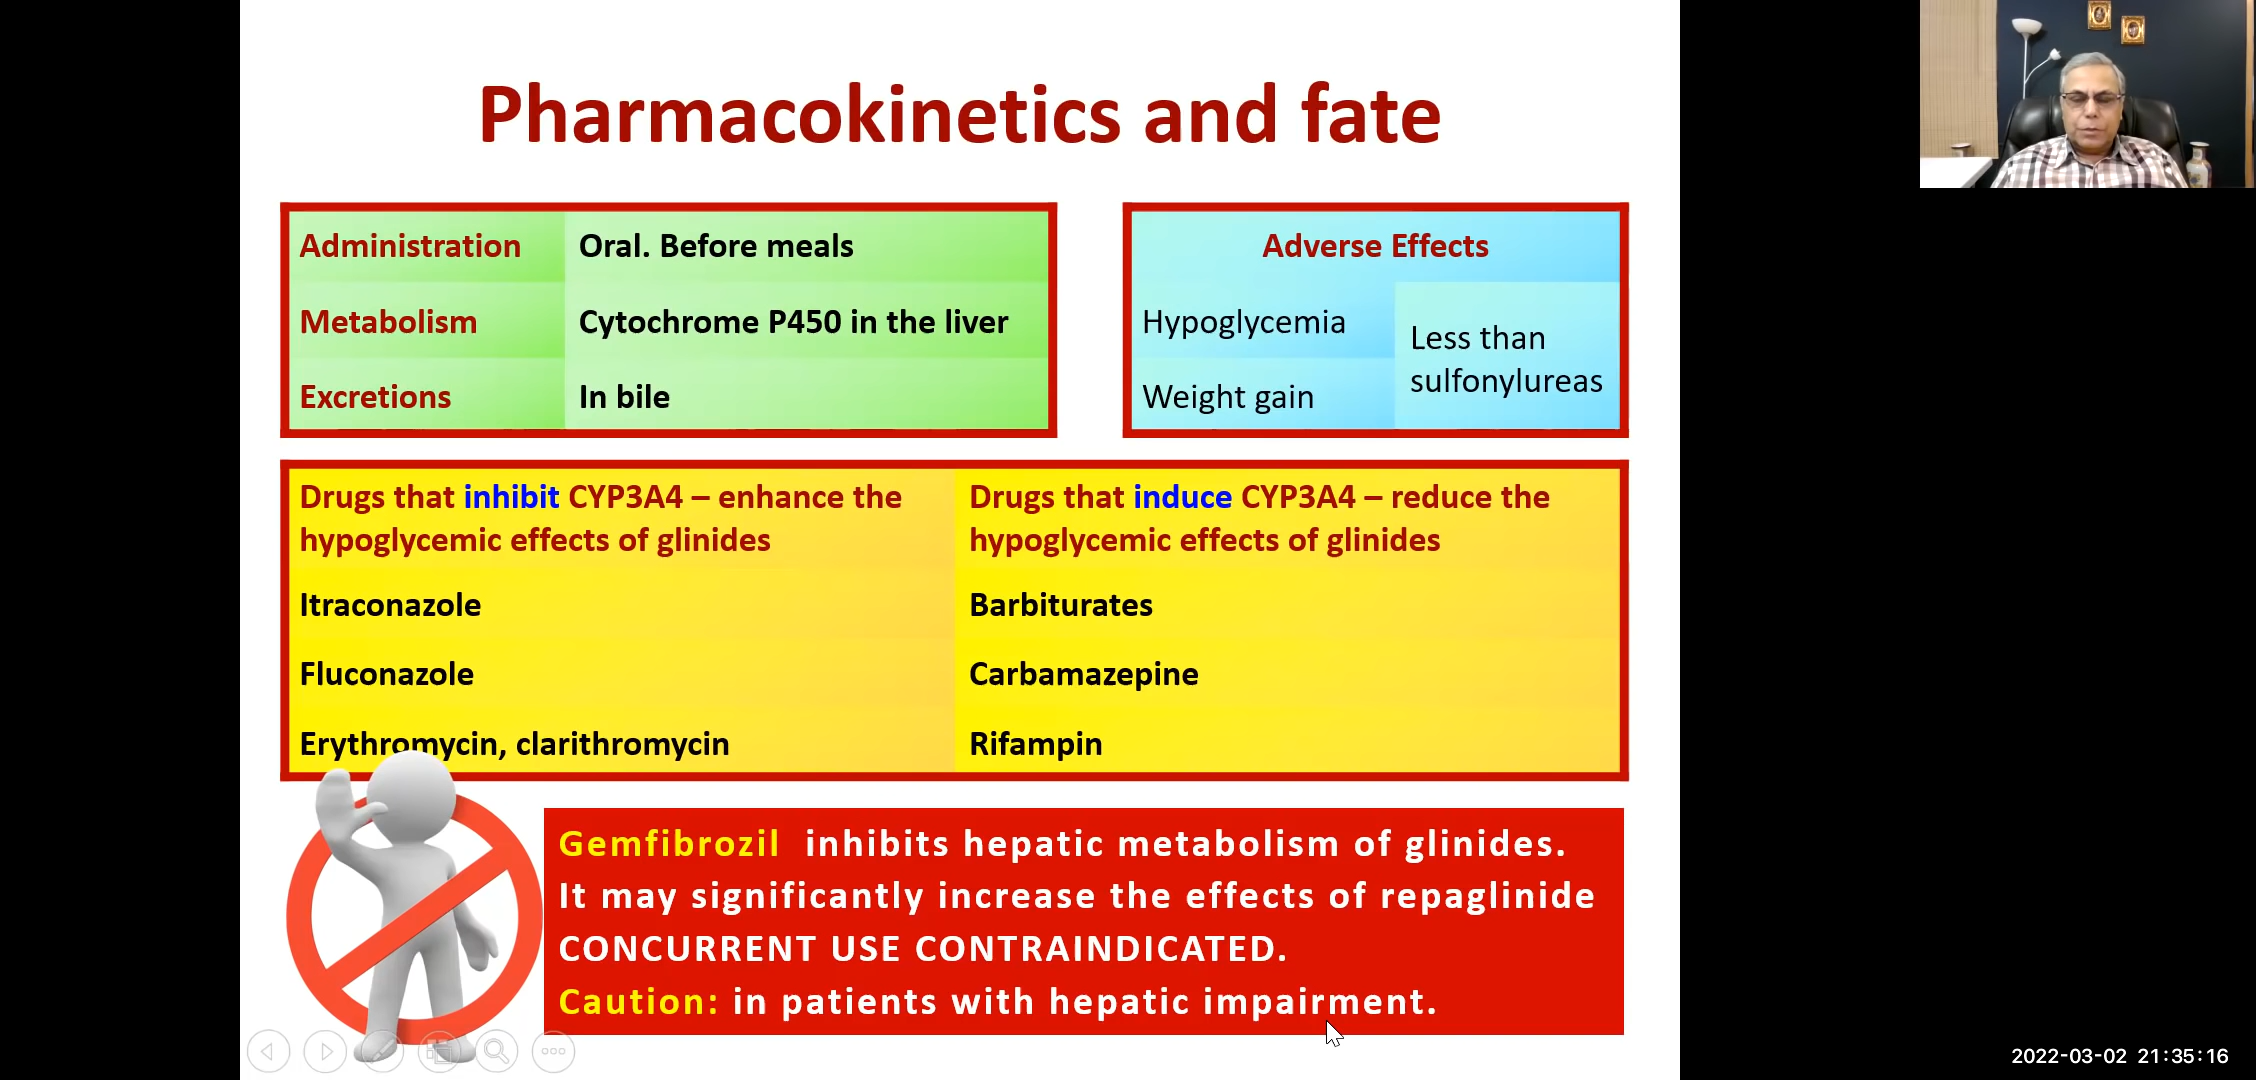 Pharmacokinetics and fate
Administration Oral. Before meals
Metabolism Cytochrome P450 in the liver
Excretions In bile
Adverse Effects
Hypoglycemia
Weight gain
Less than
sulfonylureas
Drugs that inhibit CYP3A4 – enhance the
hypoglycemic effects of glinides
Itraconazole
Fluconazole
Erythromycin, clarithromycin
Drugs that induce CYP3A4 – reduce the
hypoglycemic effects of glinides
Barbiturates
Carbamazepine
Rifampin
Gemfibrozil inhibits hepatic metabolism of glinides.
It may significantly increase the effects of repaglinide
CONCURRENT USE CONTRAINDICATED.
Caution: in patients with hepatic impairment.
2022-03-02 21:35:16